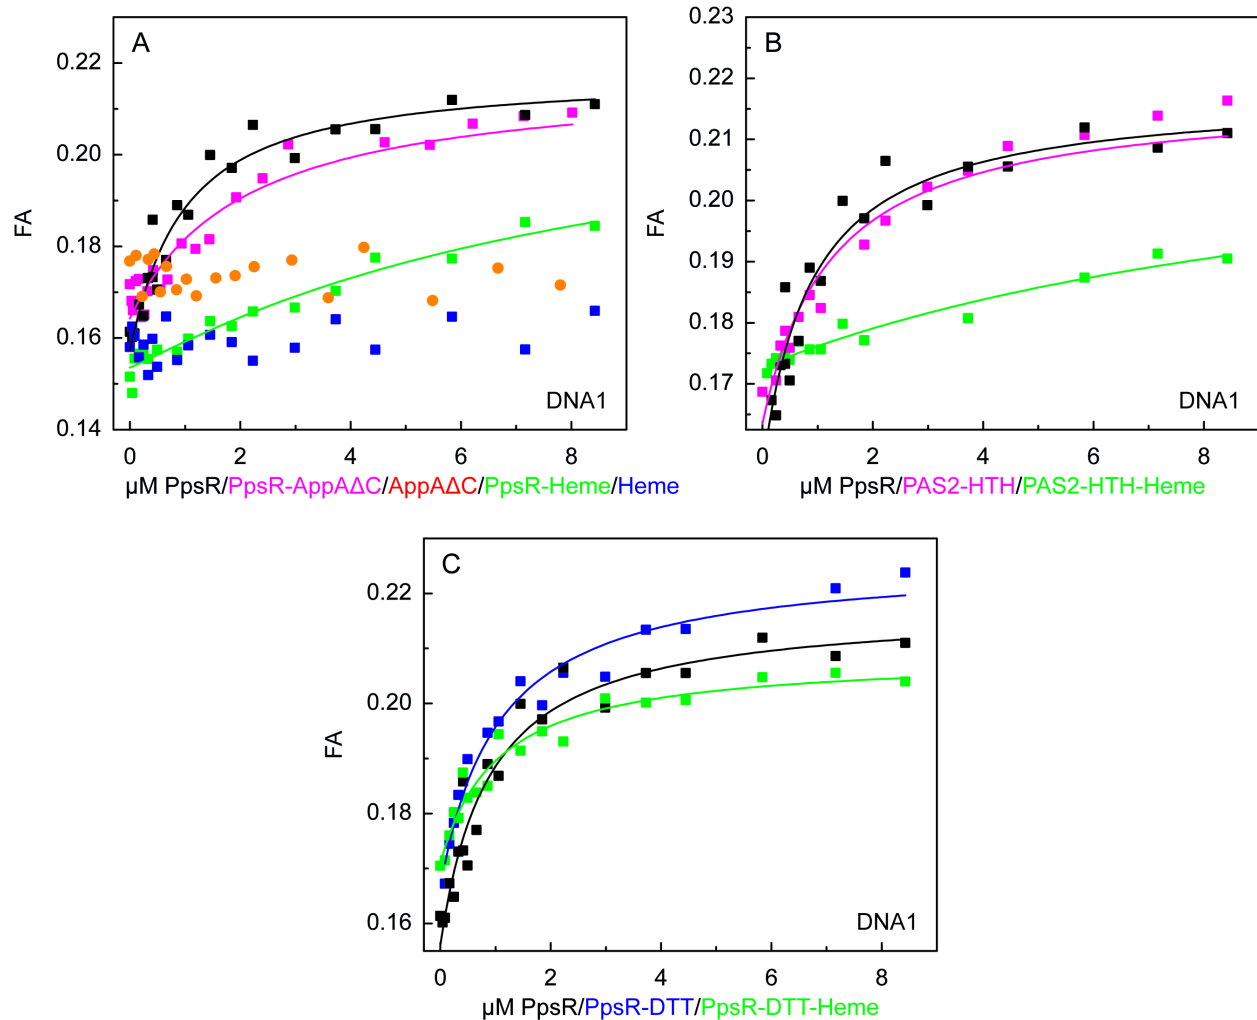 A
FA
0.22
0.20
0.18
0.16
0.14
0 2 4 6 8
DNA1
µM PpsR/PpsR-AppAΔC/AppAΔC/PpsR-Heme/Heme
B
FA
0.23
0.22
0.21
0.20
0.19
0.18
0.17
0 2 4 6 8
DNA1
µM PpsR/PAS2-HTH/PAS2-HTH-Heme
C
FA
0.22
0.20
0.18
0.16
0 2 4 6 8
DNA1
µM PpsR/PpsR-DTT/PpsR-DTT-Heme